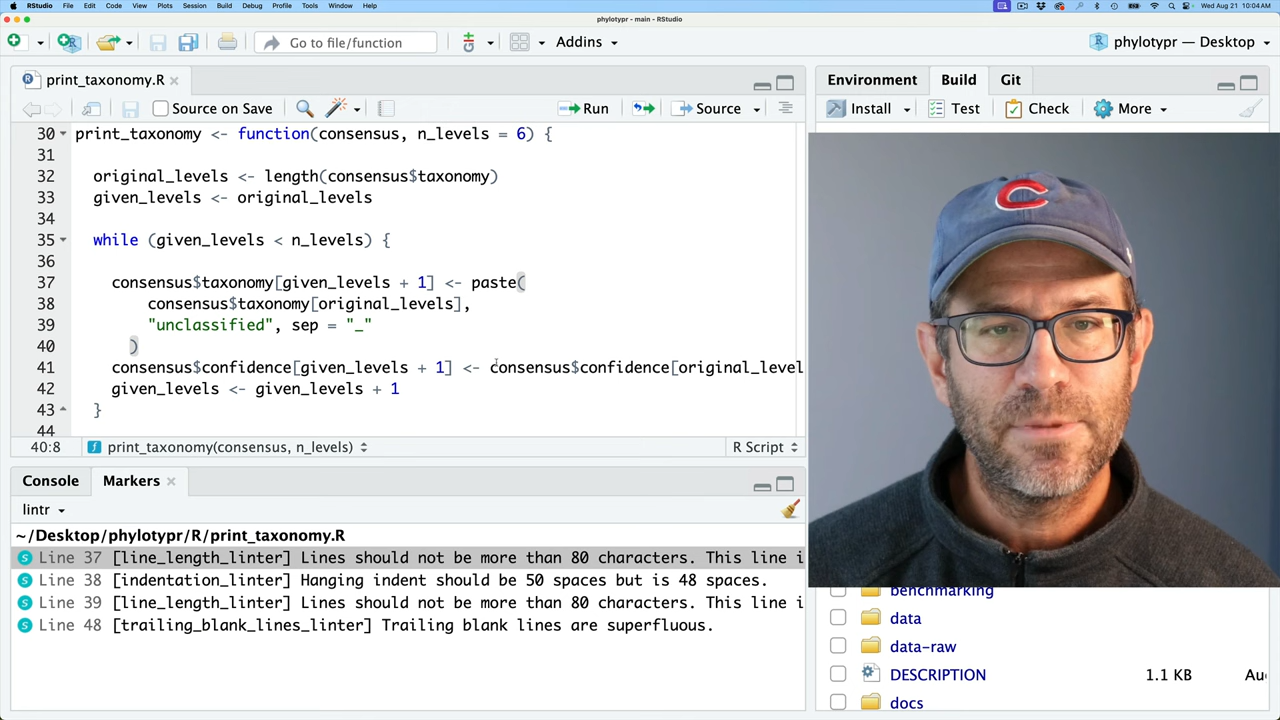 RStudio File Edit Code View Plots Session Build Debug Profile Tools Window Help
Wed Aug 21 10:04AM
phylotypr - main - RStudio
Go to file/function
Addins
phylotypr — Desktop
print_taxonomy.R
Source on Save
Run
Source
30 print_taxonomy <- function(consensus, n_levels = 6) {
31
32 original_levels <- length(consensus$taxonomy)
33 given_levels <- original_levels
34
35 while (given_levels < n_levels) {
36
37 consensus$taxonomy[given_levels + 1] <- paste(
38 consensus$taxonomy[original_levels],
39 "unclassified", sep = "_"
40 )
41 consensus$confidence[given_levels + 1] <- consensus$confidence[original_level
42 given_levels <- given_levels + 1
43 }
44
40:8 print_taxonomy(consensus, n_levels) R Script
Console Markers
lintr
~/Desktop/phylotypr/R/print_taxonomy.R
Line 37 [line_length_linter] Lines should not be more than 80 characters. This line i
Line 38 [indentation_linter] Hanging indent should be 50 spaces but is 48 spaces.
Line 39 [line_length_linter] Lines should not be more than 80 characters. This line i
Line 48 [trailing_blank_lines_linter] Trailing blank lines are superfluous.
Environment Build Git
Install Test Check More
C
benchmarking
data
data-raw
DESCRIPTION 1.1 KB Au
docs